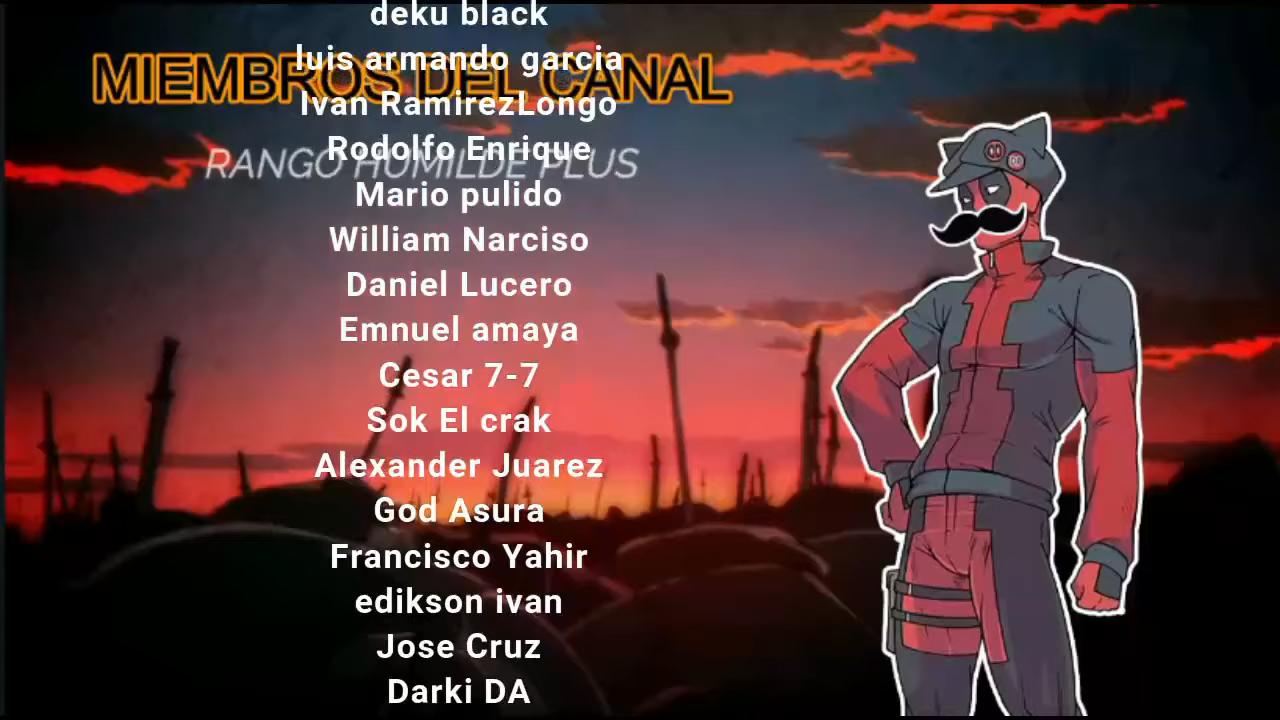 deku black
luis armando garcia
MIEMBROS DEL CANAL
Ivan RamirezLongo
Rodolfo Enrique
RANGO HUMILDE PLUS
Mario pulido
William Narciso
Daniel Lucero
Emnuel amaya
Cesar 7-7
Sok El crak
Alexander Juarez
God Asura
Francisco Yahir
edikson ivan
Jose Cruz
Darki DA